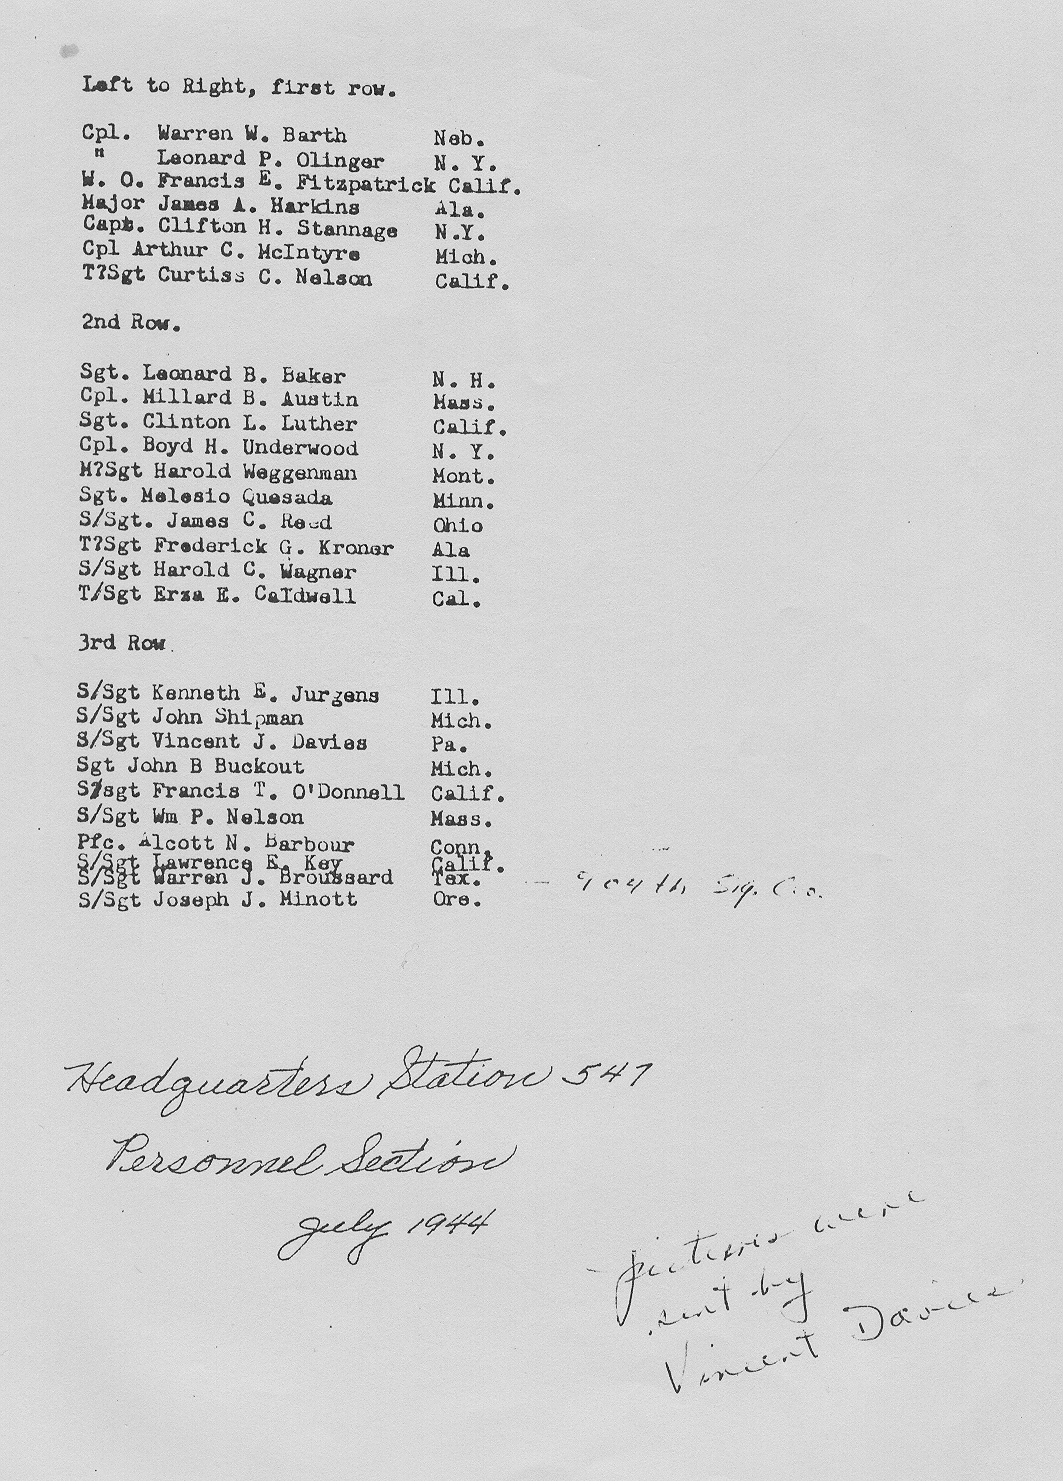 Left to Right, first row.
Cpl. Warren W. Barth Neb.
" Leonard P. Olinger N. Y.
W. O. Francis E. Fitzpatrick Calif.
Major James A. Harkins Ala.
Capt. Clifton H. Stannage N.Y.
Cpl Arthur C. McIntyre Mich.
T?Sgt Curtiss C. Nelson Calif.
2nd Row.
Sgt. Leonard B. Baker N. H.
Cpl. Millard B. Austin Mass.
Sgt. Clinton L. Luther Calif.
Cpl. Boyd H. Underwood N. Y.
M?Sgt Harold Weggenman Mont.
Sgt. Melesio Quesada Minn.
S/Sgt. James C. Reed Ohio
T?Sgt Frederick G. Kroner Ala
S/Sgt Harold C. Wagner Ill.
T/Sgt Erza E. Caldwell Cal.
3rd Row.
S/Sgt Kenneth E. Jurgens Ill.
S/Sgt John Shipman Mich.
S/Sgt Vincent J. Davies Pa.
Sgt John B Buckout Mich.
S/sgt Francis T. O'Donnell Calif.
S/Sgt Wm P. Nelson Mass.
Pfc. Alcott N. Barbour Conn.
S/Sgt Lawrence E. Key Calif.
S/Sgt Warren J. Broussard Tex. — 904th Sig. Co.
S/Sgt Joseph J. Minott Ore.
Headquarters Station 547
Personnel Section
July 1944
pictures were
sent by
Vincent Davies